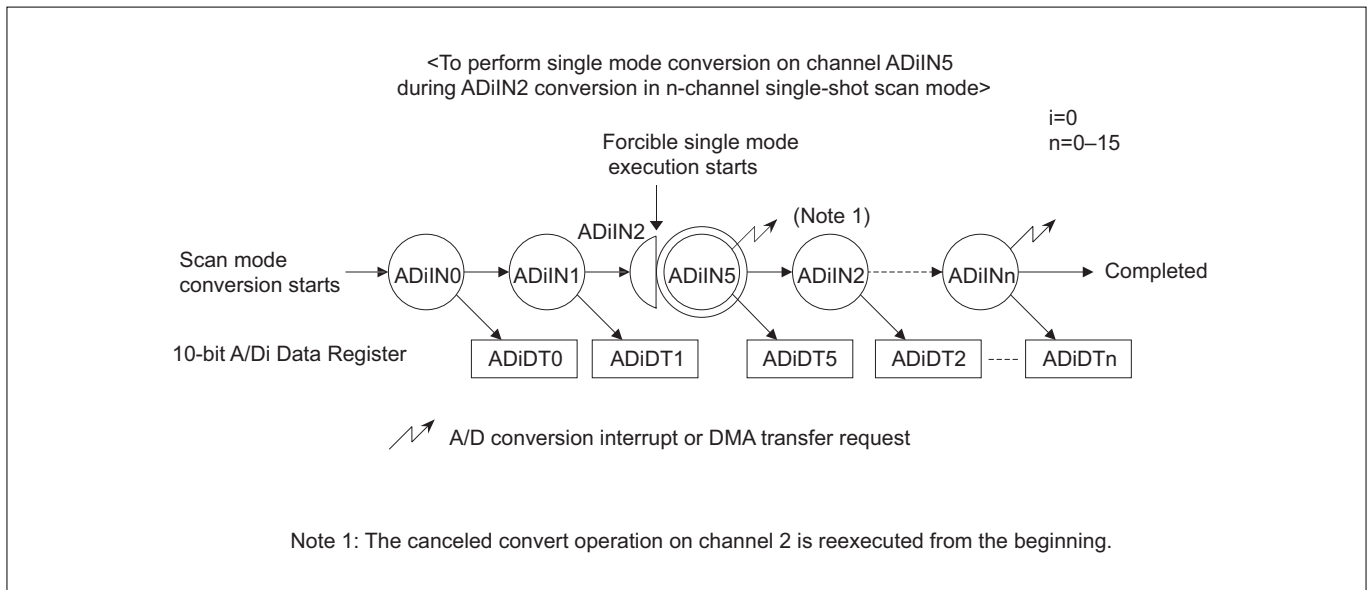 <To perform single mode conversion on channel ADiIN5
during ADiIN2 conversion in n-channel single-shot scan mode>
i=0
n=0–15
Forcible single mode
execution starts
ADiIN2
(Note 1)
Scan mode
conversion starts
ADiIN0
ADiIN1
ADiIN5
ADiIN2
ADiINn
Completed
10-bit A/Di Data Register
ADiDT0
ADiDT1
ADiDT5
ADiDT2
ADiDTn
A/D conversion interrupt or DMA transfer request
Note 1: The canceled convert operation on channel 2 is reexecuted from the beginning.